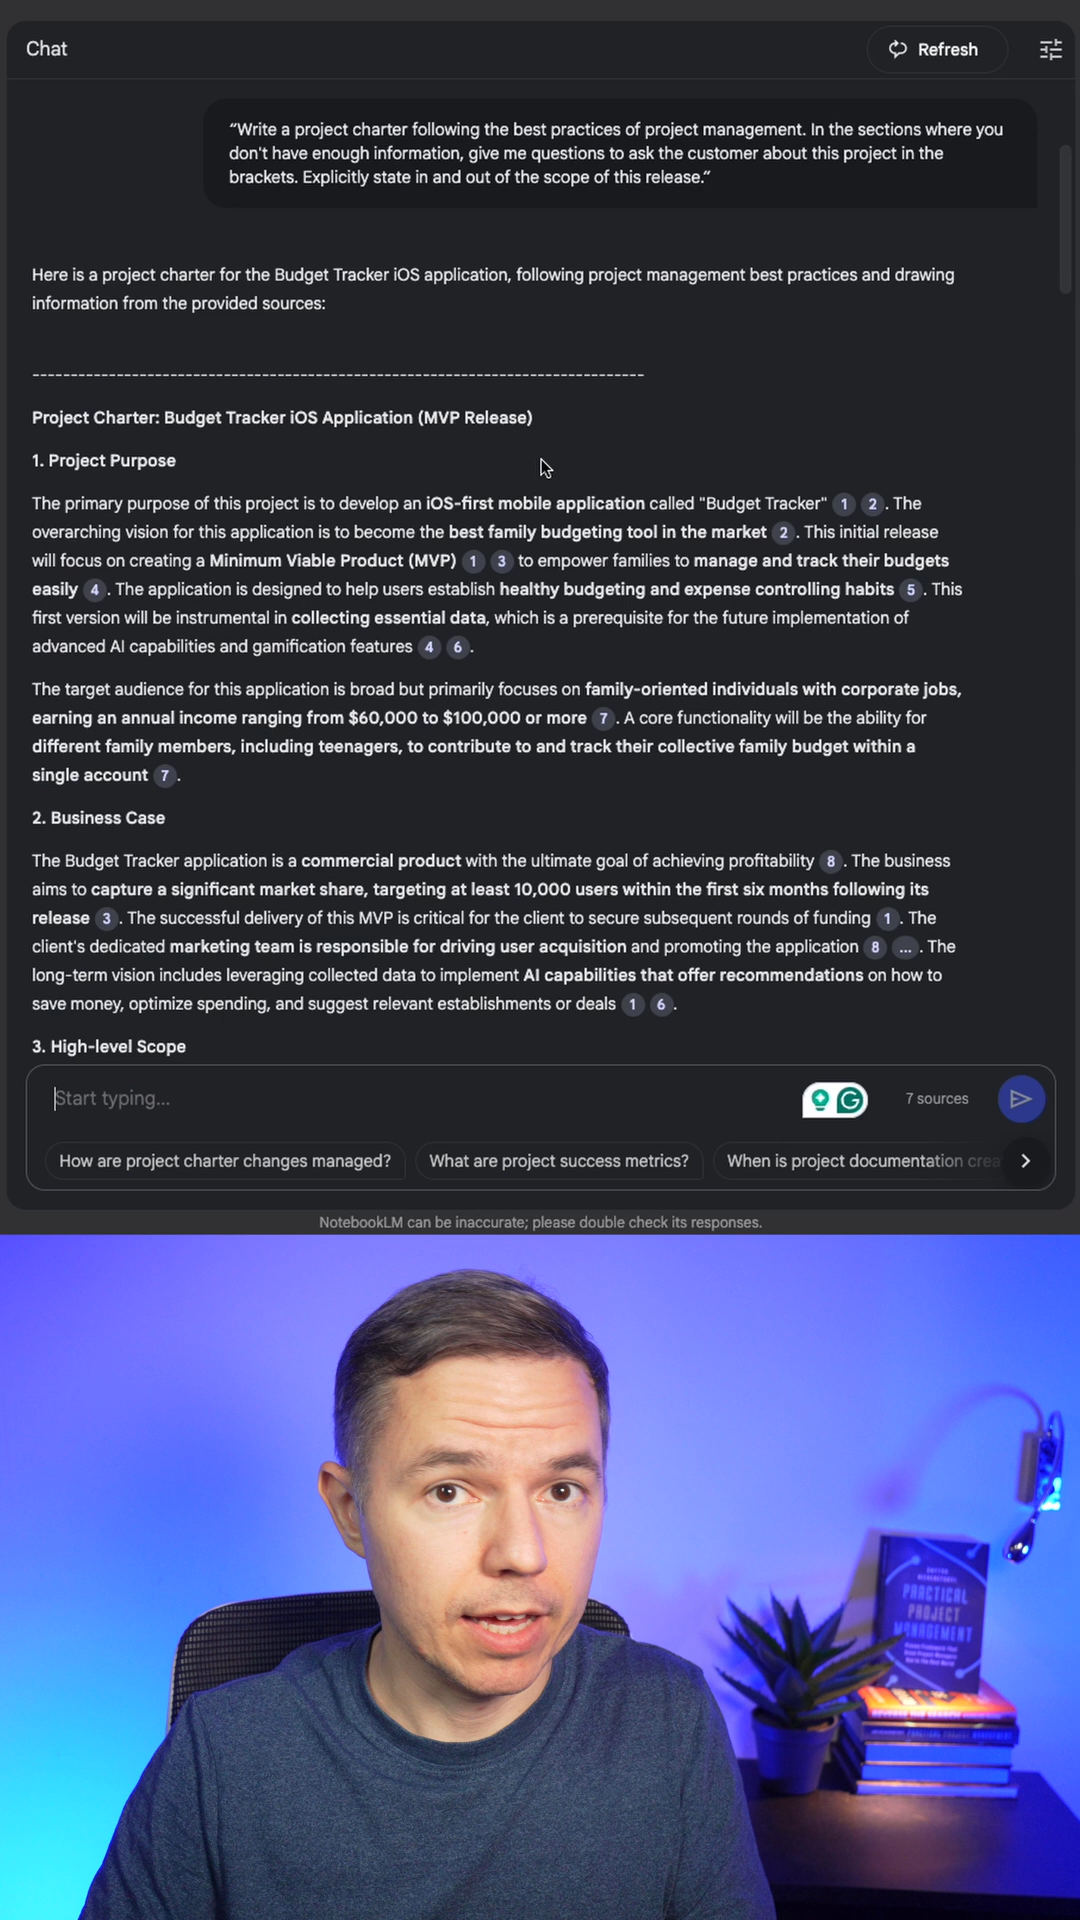 Chat
Refresh
“Write a project charter following the best practices of project management. In the sections where you
don't have enough information, give me questions to ask the customer about this project in the
brackets. Explicitly state in and out of the scope of this release.”
Here is a project charter for the Budget Tracker iOS application, following project management best practices and drawing
information from the provided sources:
--------------------------------------------------------------------------------
Project Charter: Budget Tracker iOS Application (MVP Release)
1. Project Purpose
The primary purpose of this project is to develop an iOS-first mobile application called "Budget Tracker" 1 2. The
overarching vision for this application is to become the best family budgeting tool in the market 2. This initial release
will focus on creating a Minimum Viable Product (MVP) 1 3 to empower families to manage and track their budgets
easily 4. The application is designed to help users establish healthy budgeting and expense controlling habits 5. This
first version will be instrumental in collecting essential data, which is a prerequisite for the future implementation of
advanced AI capabilities and gamification features 4 6.
The target audience for this application is broad but primarily focuses on family-oriented individuals with corporate jobs,
earning an annual income ranging from $60,000 to $100,000 or more 7. A core functionality will be the ability for
different family members, including teenagers, to contribute to and track their collective family budget within a
single account 7.
2. Business Case
The Budget Tracker application is a commercial product with the ultimate goal of achieving profitability 8. The business
aims to capture a significant market share, targeting at least 10,000 users within the first six months following its
release 3. The successful delivery of this MVP is critical for the client to secure subsequent rounds of funding 1. The
client's dedicated marketing team is responsible for driving user acquisition and promoting the application 8 .... The
long-term vision includes leveraging collected data to implement AI capabilities that offer recommendations on how to
save money, optimize spending, and suggest relevant establishments or deals 1 6.
3. High-level Scope
Start typing...
7 sources
How are project charter changes managed?
What are project success metrics?
When is project documentation crea
NotebookLM can be inaccurate; please double check its responses.
PRACTICAL
PROJECT
MANAGEMENT